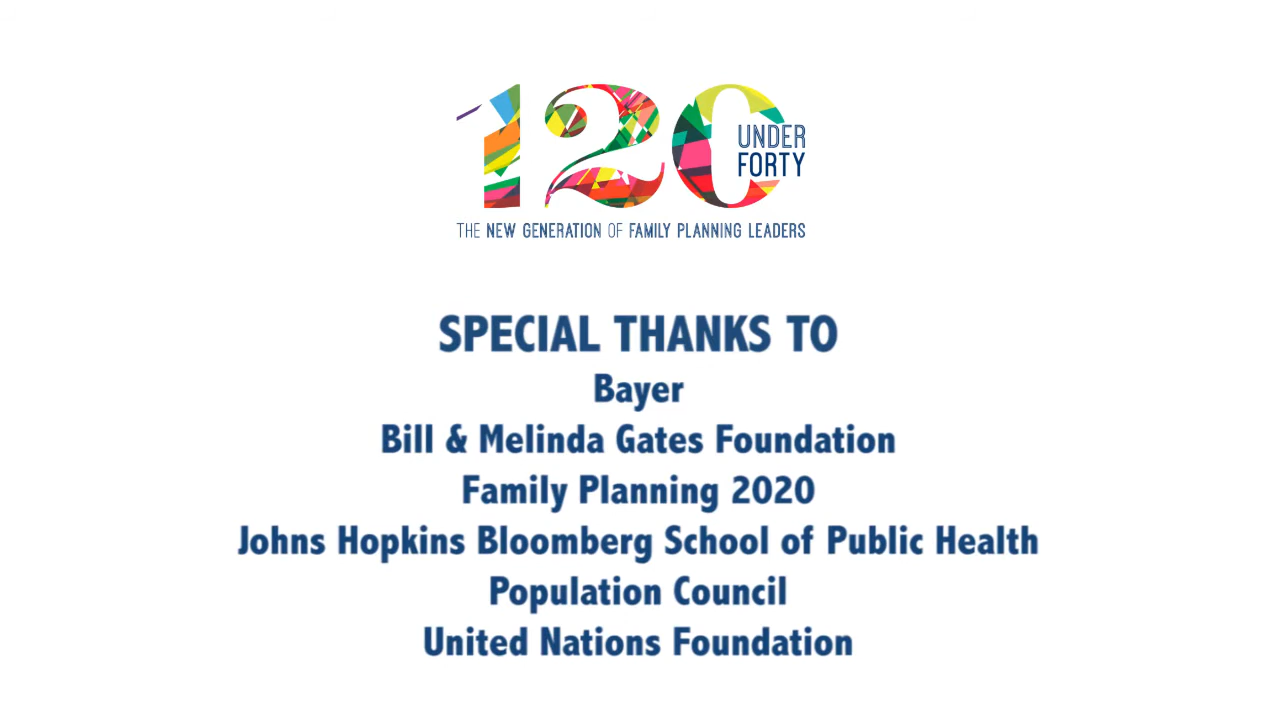 120 UNDER
FORTY
THE NEW GENERATION OF FAMILY PLANNING LEADERS
SPECIAL THANKS TO
Bayer
Bill & Melinda Gates Foundation
Family Planning 2020
Johns Hopkins Bloomberg School of Public Health
Population Council
United Nations Foundation